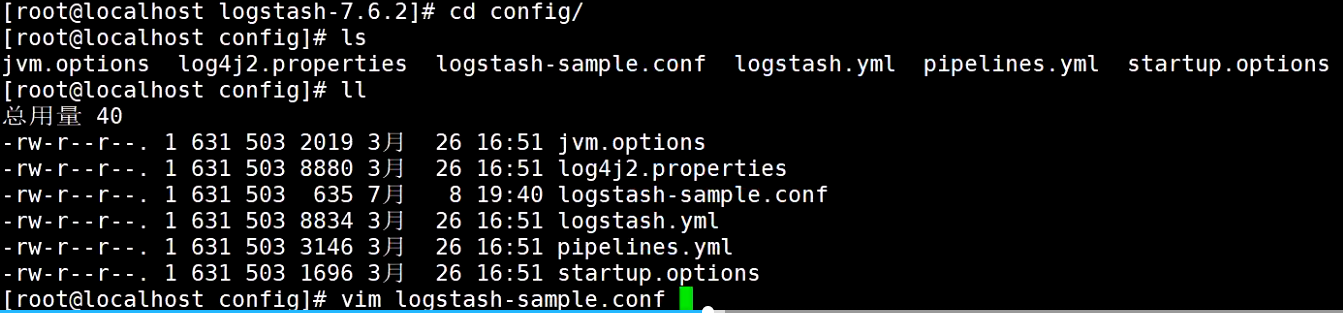 [root@localhost logstash-7.6.2]# cd config/
[root@localhost config]# ls
jvm.options  log4j2.properties  logstash-sample.conf  logstash.yml  pipelines.yml  startup.options
[root@localhost config]# ll
总用量 40
-rw-r--r--. 1 631 503 2019 3月  26 16:51 jvm.options
-rw-r--r--. 1 631 503 8880 3月  26 16:51 log4j2.properties
-rw-r--r--. 1 631 503  635 7月   8 19:40 logstash-sample.conf
-rw-r--r--. 1 631 503 8834 3月  26 16:51 logstash.yml
-rw-r--r--. 1 631 503 3146 3月  26 16:51 pipelines.yml
-rw-r--r--. 1 631 503 1696 3月  26 16:51 startup.options
[root@localhost config]# vim logstash-sample.conf